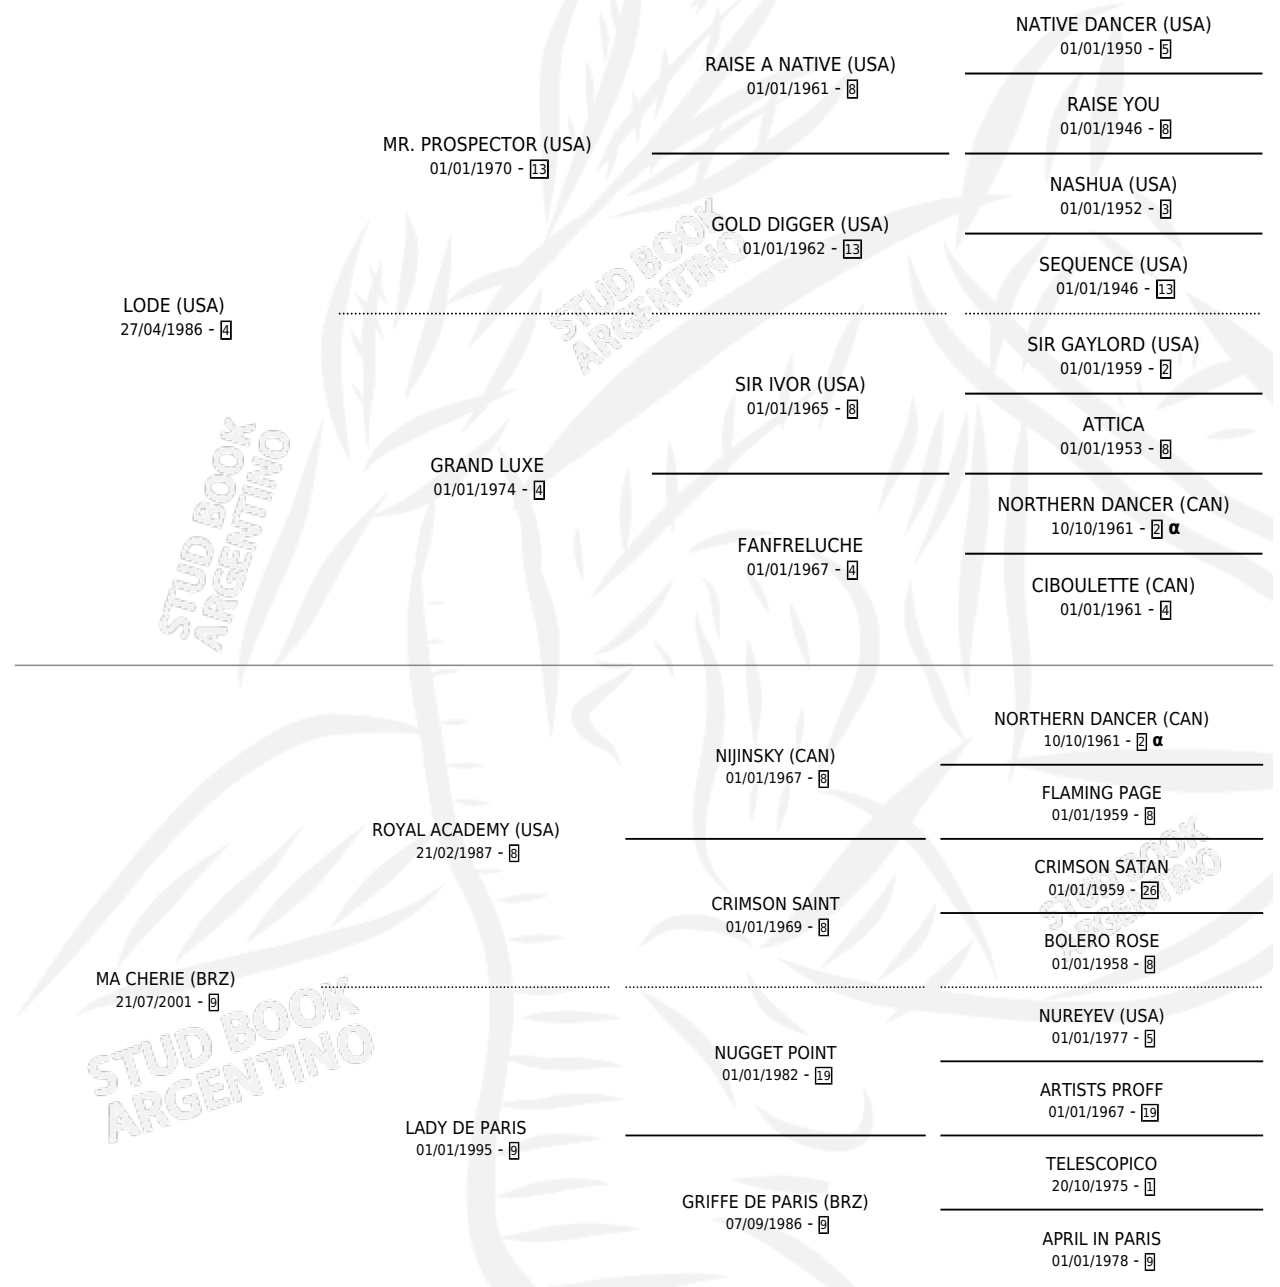 NATIVE DANCER (USA)
01/01/1950 - 5
RAISE A NATIVE (USA)
01/01/1961 - 8
RAISE YOU
01/01/1946 - 8
MR. PROSPECTOR (USA)
01/01/1970 - 13
NASHUA (USA)
01/01/1952 - 3
GOLD DIGGER (USA)
01/01/1962 - 13
SEQUENCE (USA)
01/01/1946 - 13
STUD BOOK
ARGENTINO
LODE (USA)
27/04/1986 - 4
SIR GAYLORD (USA)
01/01/1959 - 2
SIR IVOR (USA)
01/01/1965 - 8
ATTICA
01/01/1953 - 8
GRAND LUXE
01/01/1974 - 4
NORTHERN DANCER (CAN)
10/10/1961 - 2 α
FANFRELUCHE
01/01/1967 - 4
CIBOULETTE (CAN)
01/01/1961 - 4
STUD BOOK
ARGENTINO
NORTHERN DANCER (CAN)
10/10/1961 - 2 α
NIJINSKY (CAN)
01/01/1967 - 8
FLAMING PAGE
01/01/1959 - 8
ROYAL ACADEMY (USA)
21/02/1987 - 8
CRIMSON SATAN
01/01/1959 - 26
CRIMSON SAINT
01/01/1969 - 8
STUD BOOK
ARGENTINO
BOLERO ROSE
01/01/1958 - 8
MA CHERIE (BRZ)
21/07/2001 - 9
NUREYEV (USA)
01/01/1977 - 5
STUD BOOK
ARGENTINO
NUGGET POINT
01/01/1982 - 19
ARTISTS PROFF
01/01/1967 - 19
LADY DE PARIS
01/01/1995 - 9
TELESCOPICO
20/10/1975 - 1
GRIFFE DE PARIS (BRZ)
07/09/1986 - 9
APRIL IN PARIS
01/01/1978 - 9